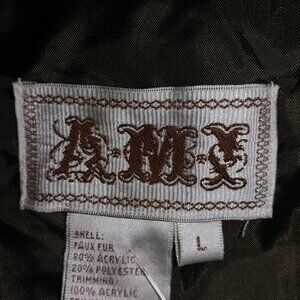 A·M·I
L
SHELL:
FAUX FUR
80% ACRYLIC
20% POLYESTER
TRIMMING:
100% ACRYLIC